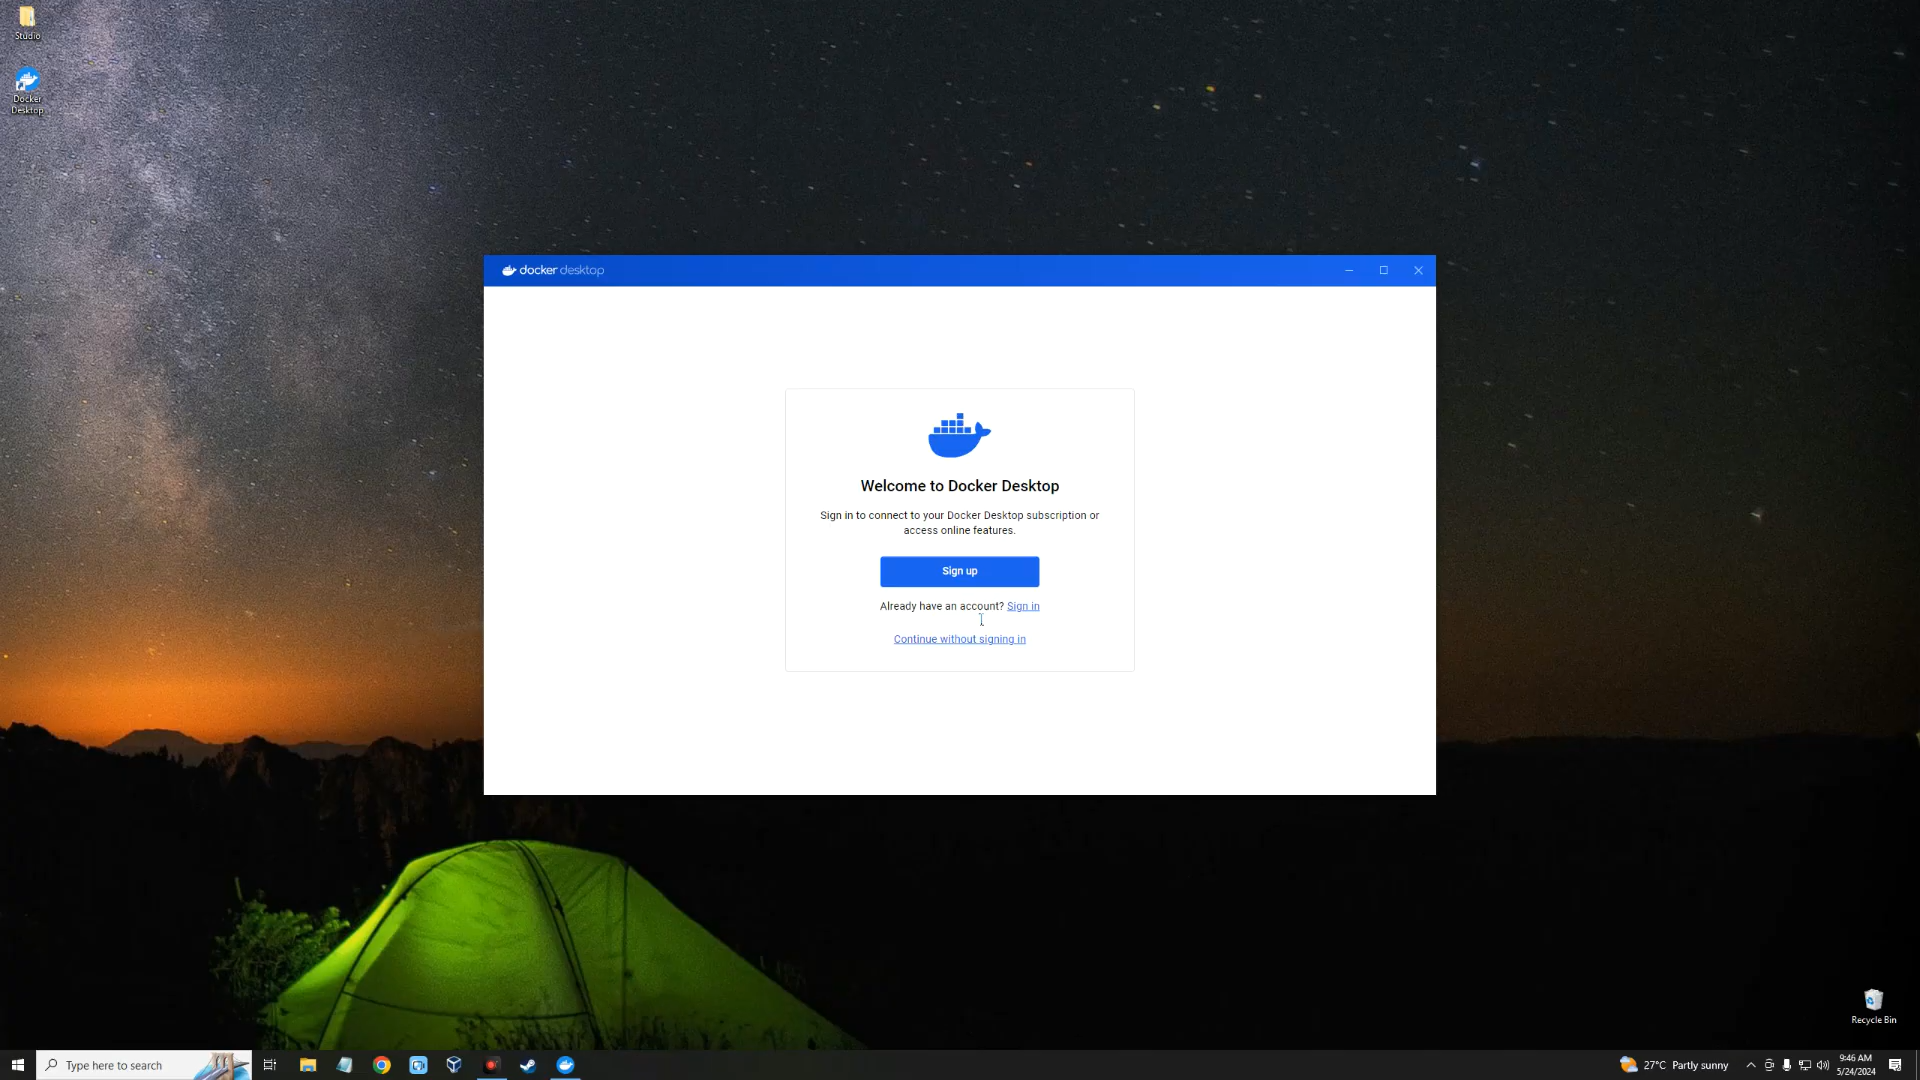 Studio
Docker
Desktop
docker desktop
Welcome to Docker Desktop
Sign in to connect to your Docker Desktop subscription or
access online features.
Sign up
Already have an account? Sign in
Continue without signing in
Recycle Bin
Type here to search
27°C Partly sunny
9:46 AM
5/24/2024